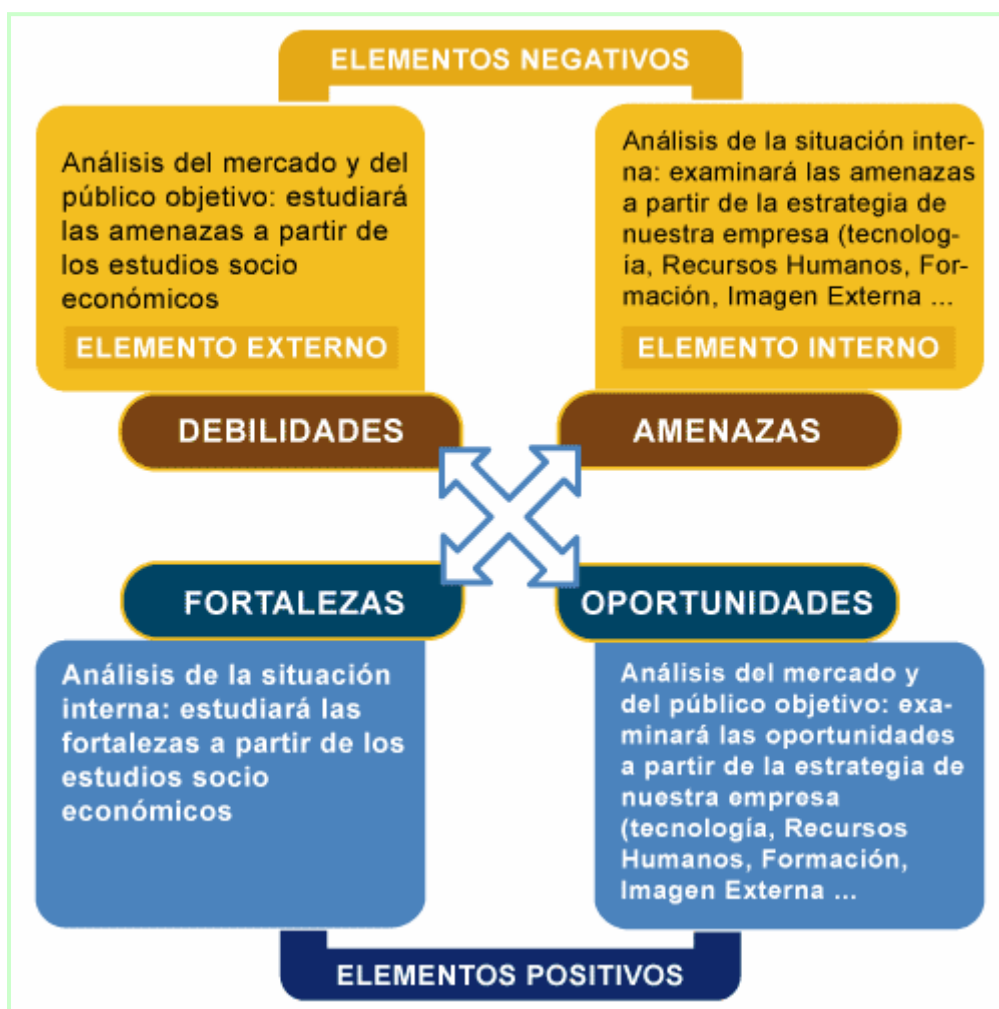 ELEMENTOS NEGATIVOS
Análisis del mercado y del
público objetivo: estudiará
las amenazas a partir de
los estudios socio
económicos
ELEMENTO EXTERNO
DEBILIDADES
Análisis de la situación inter-
na: examinará las amenazas
a partir de la estrategia de
nuestra empresa (tecnolog-
ía, Recursos Humanos, For-
mación, Imagen Externa ...
ELEMENTO INTERNO
AMENAZAS
FORTALEZAS
Análisis de la situación
interna: estudiará las
fortalezas a partir de los
estudios socio
económicos
OPORTUNIDADES
Análisis del mercado y
del público objetivo: exa-
minará las oportunidades
a partir de la estrategia de
nuestra empresa
(tecnología, Recursos
Humanos, Formación,
Imagen Externa ...
ELEMENTOS POSITIVOS